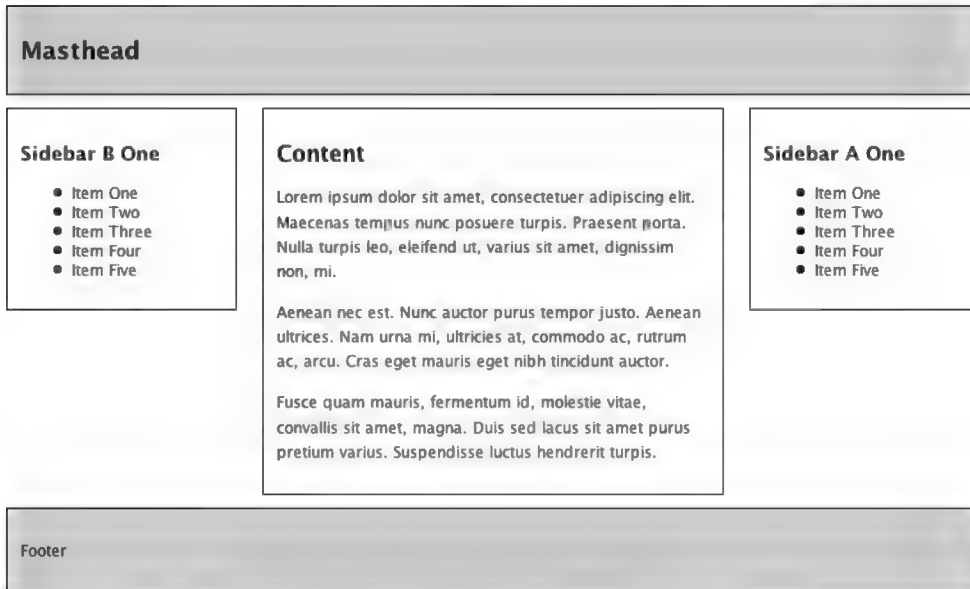 Masthead
Sidebar B One
Item One
Item Two
Item Three
Item Four
Item Five
Content
Lorem ipsum dolor sit amet, consectetuer adipiscing elit.
Maecenas tempus nunc posuere turpis. Praesent porta.
Nulla turpis leo, eleifend ut, varius sit amet, dignissim
non, mi.
Aenean nec est. Nunc auctor purus tempor justo. Aenean
ultrices. Nam urna mi, ultricies at, commodo ac, rutrum
ac, arcu. Cras eget mauris eget nibh tincidunt auctor.
Fusce quam mauris, fermentum id, molestie vitae,
convallis sit amet, magna. Duis sed lacus sit amet purus
pretium varius. Suspendisse luctus hendrerit turpis.
Sidebar A One
Item One
Item Two
Item Three
Item Four
Item Five
Footer